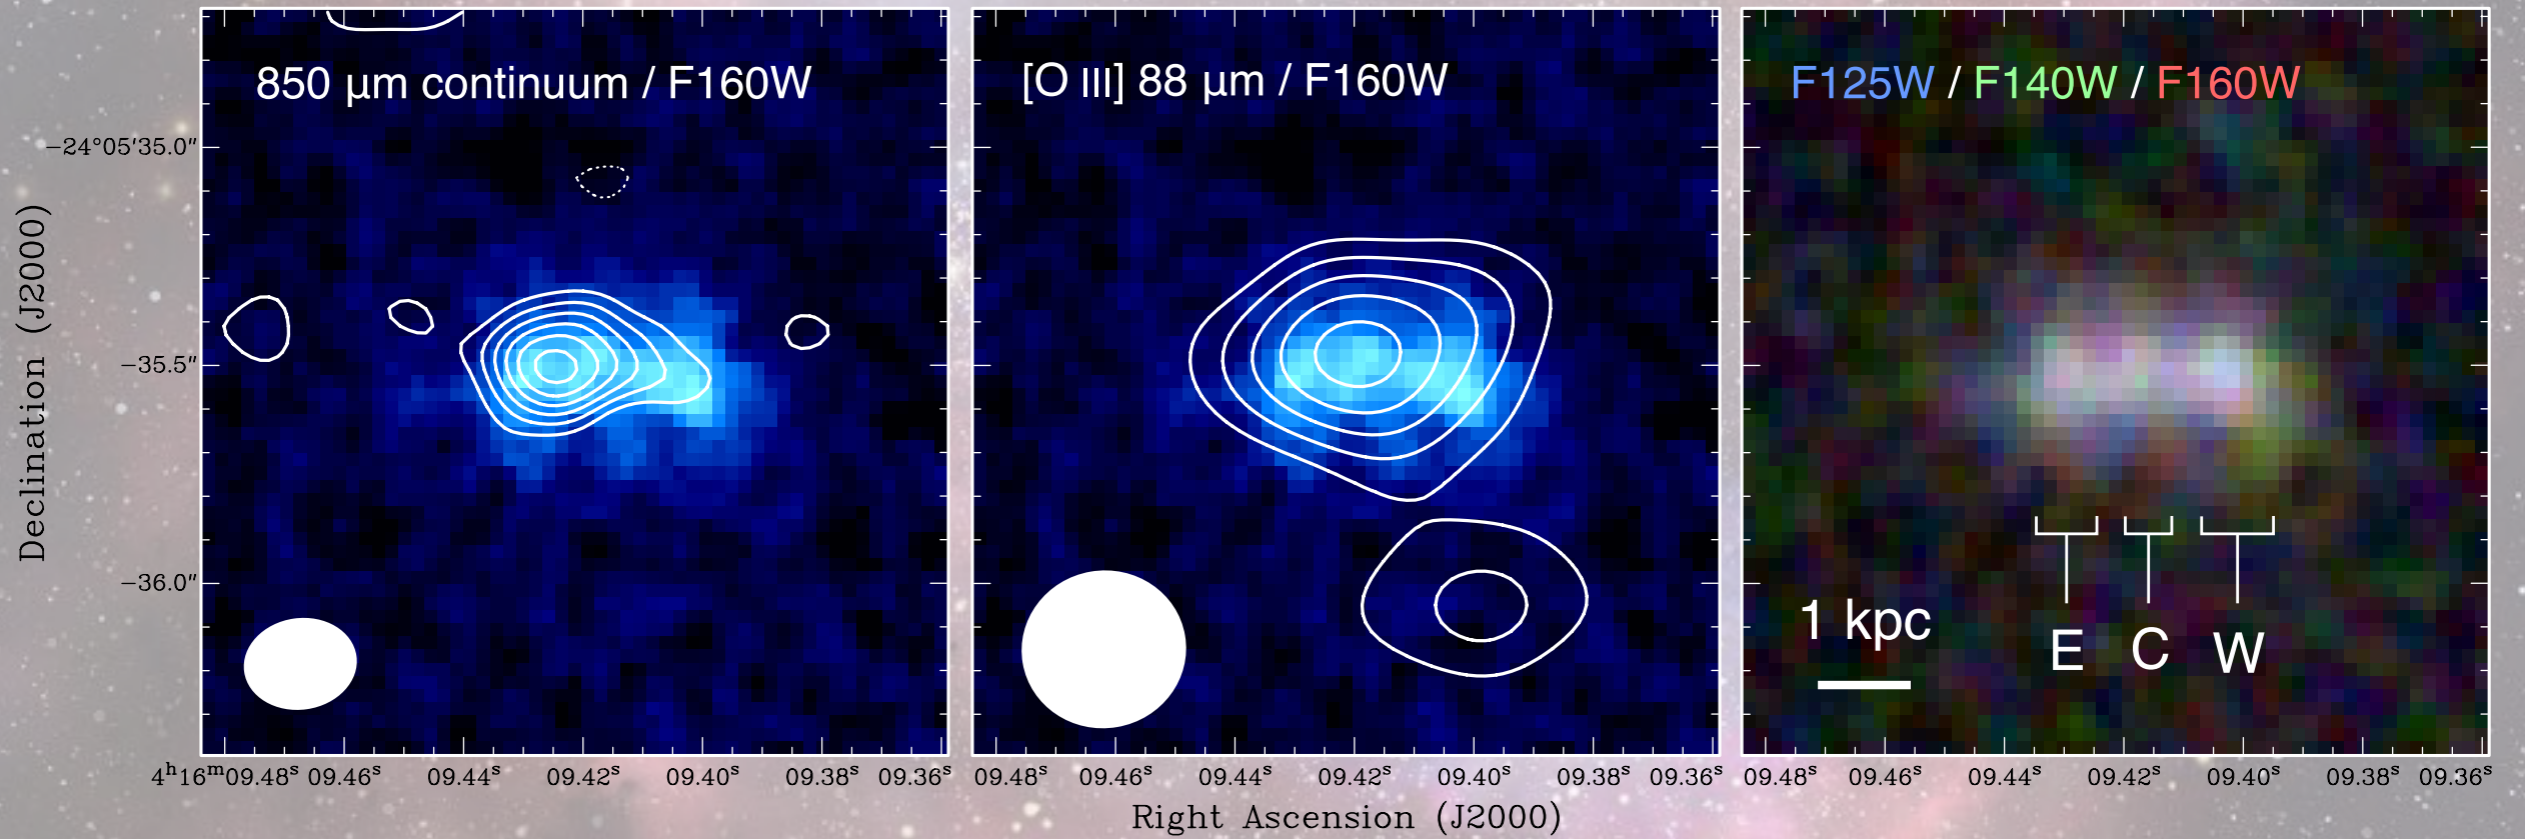 850 μm continuum / F160W
[O III] 88 μm / F160W
F125W / F140W / F160W
Declination (J2000)
−24°05′35.0″
−35.5″
−36.0″
1 kpc
E C W
4ʰ16ᵐ09.48ˢ 09.46ˢ 09.44ˢ 09.42ˢ 09.40ˢ 09.38ˢ 09.36ˢ
09.48ˢ 09.46ˢ 09.44ˢ 09.42ˢ 09.40ˢ 09.38ˢ 09.36ˢ
09.48ˢ 09.46ˢ 09.44ˢ 09.42ˢ 09.40ˢ 09.38ˢ 09.36ˢ
Right Ascension (J2000)